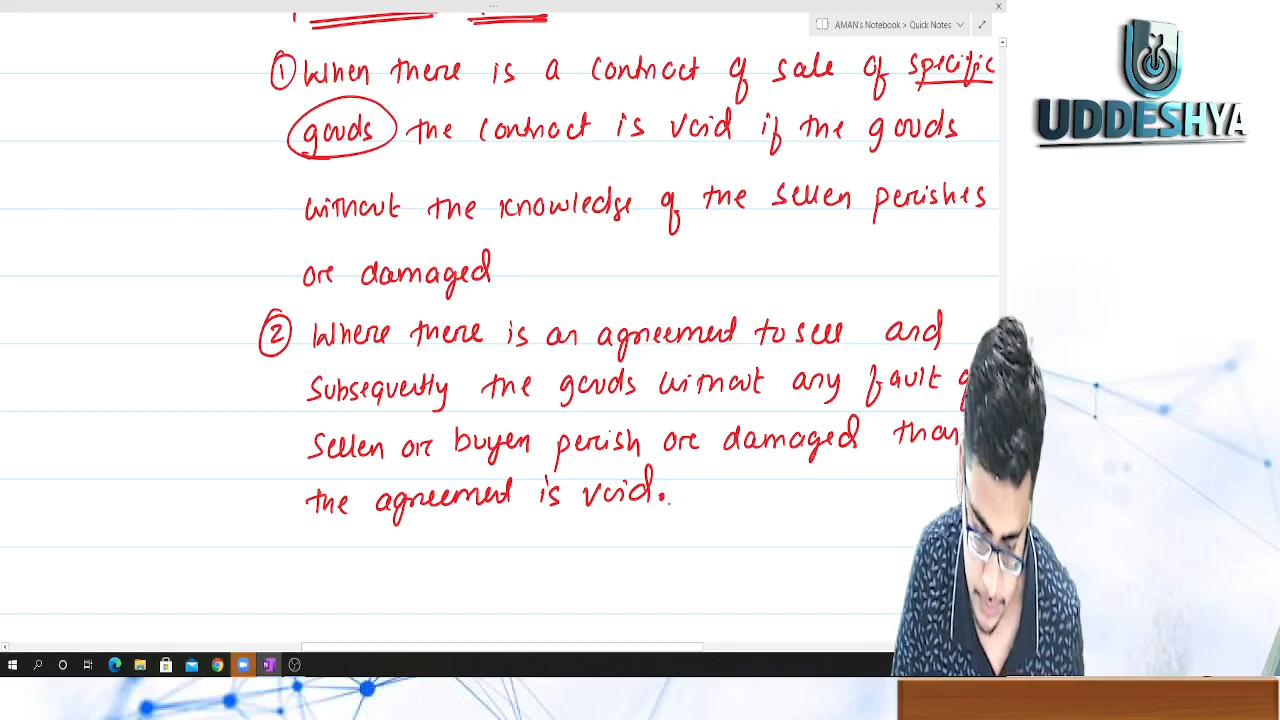 AMAN's Notebook > Quick Notes
UDDESHYA
① When there is a contract of sale of specific
goods the contract is void if the goods
without the knowledge of the seller perishes
or damaged
② Where there is an agreement to sell and
Subsequently the goods without any fault
seller or buyer perish or damaged than
the agreement is void.